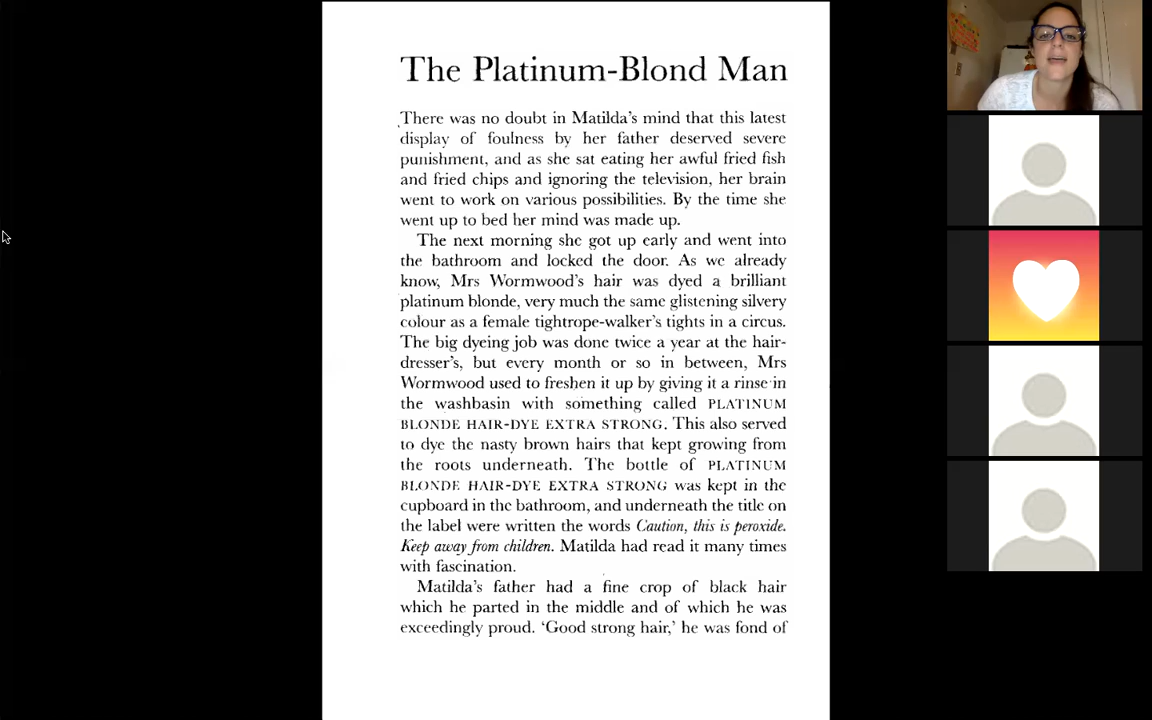 The Platinum-Blond Man
There was no doubt in Matilda's mind that this latest
display of foulness by her father deserved severe
punishment, and as she sat eating her awful fried fish
and fried chips and ignoring the television, her brain
went to work on various possibilities. By the time she
went up to bed her mind was made up.
The next morning she got up early and went into
the bathroom and locked the door. As we already
know, Mrs Wormwood's hair was dyed a brilliant
platinum blonde, very much the same glistening silvery
colour as a female tightrope-walker's tights in a circus.
The big dyeing job was done twice a year at the hair-
dresser's, but every month or so in between, Mrs
Wormwood used to freshen it up by giving it a rinse in
the washbasin with something called PLATINUM
BLONDE HAIR-DYE EXTRA STRONG. This also served
to dye the nasty brown hairs that kept growing from
the roots underneath. The bottle of PLATINUM
BLONDE HAIR-DYE EXTRA STRONG was kept in the
cupboard in the bathroom, and underneath the title on
the label were written the words Caution, this is peroxide.
Keep away from children. Matilda had read it many times
with fascination.
Matilda's father had a fine crop of black hair
which he parted in the middle and of which he was
exceedingly proud. 'Good strong hair,' he was fond of